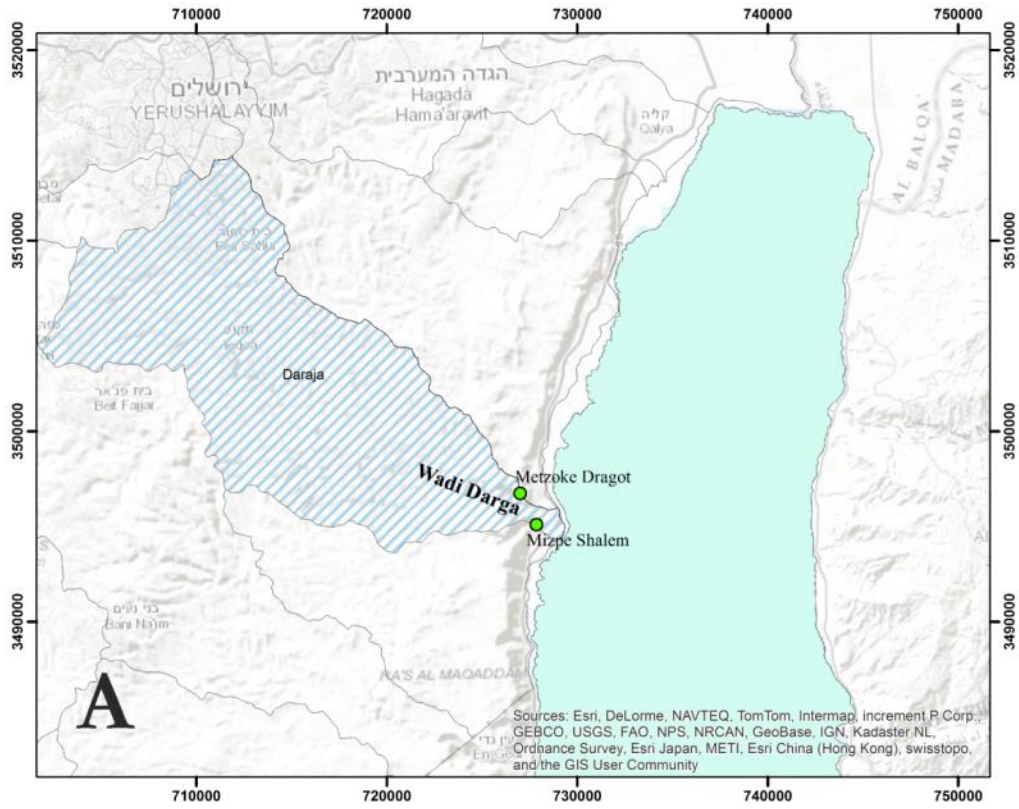 710000 720000 730000 740000 750000
3520000 3520000
ירושלים
YERUSHALAYYIM
הגדה המערבית
Hagada
Hama'aravit
קליה
Qalya
AL BALQA'
MADABA
3510000 3510000
Beit Sahur
Daraja
בית פג'אר
Beit Fajjar
3500000 3500000
Metzoke Dragot
Wadi Darga
Mizpe Shalem
3490000 3490000
בני נעים
Bani Na'im
RA'S AL MAQADDAM
עין גדי
A
Sources: Esri, DeLorme, NAVTEQ, TomTom, Intermap, increment P Corp.,
GEBCO, USGS, FAO, NPS, NRCAN, GeoBase, IGN, Kadaster NL,
Ordnance Survey, Esri Japan, METI, Esri China (Hong Kong), swisstopo,
and the GIS User Community
710000 720000 730000 740000 750000